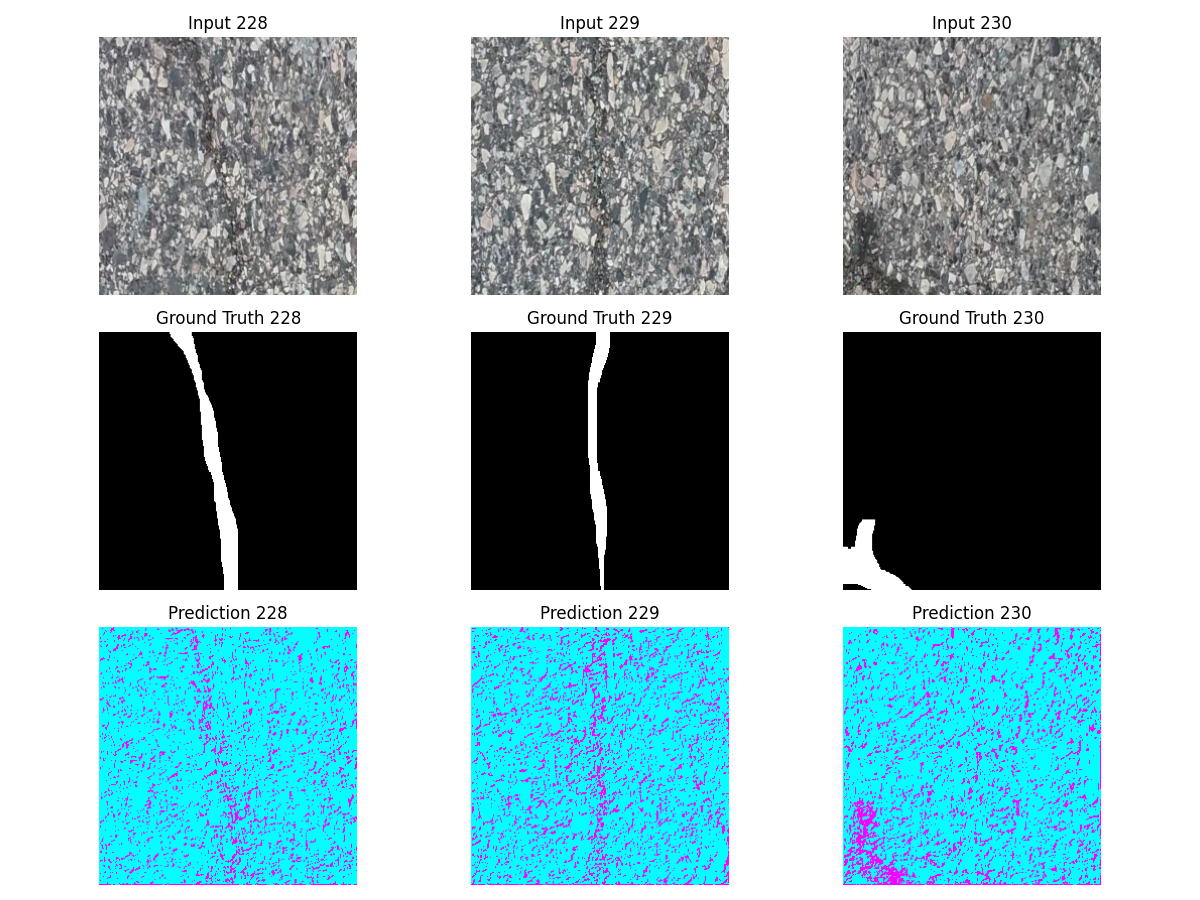 Input 228
Input 229
Input 230
Ground Truth 228
Ground Truth 229
Ground Truth 230
Prediction 228
Prediction 229
Prediction 230